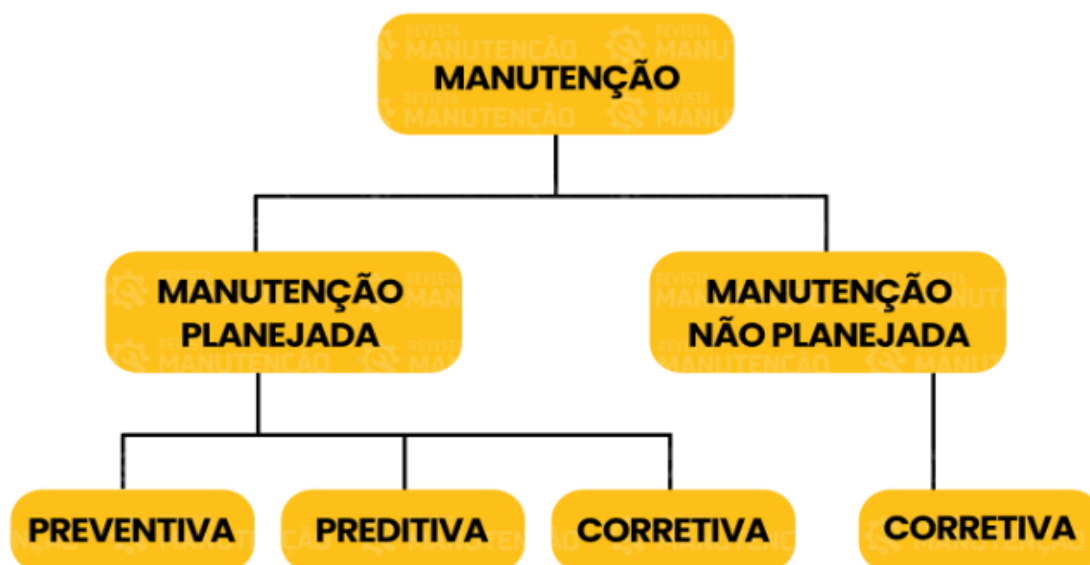 MANUTENÇÃO
MANUTENÇÃO
PLANEJADA
MANUTENÇÃO
NÃO PLANEJADA
PREVENTIVA
PREDITIVA
CORRETIVA
CORRETIVA